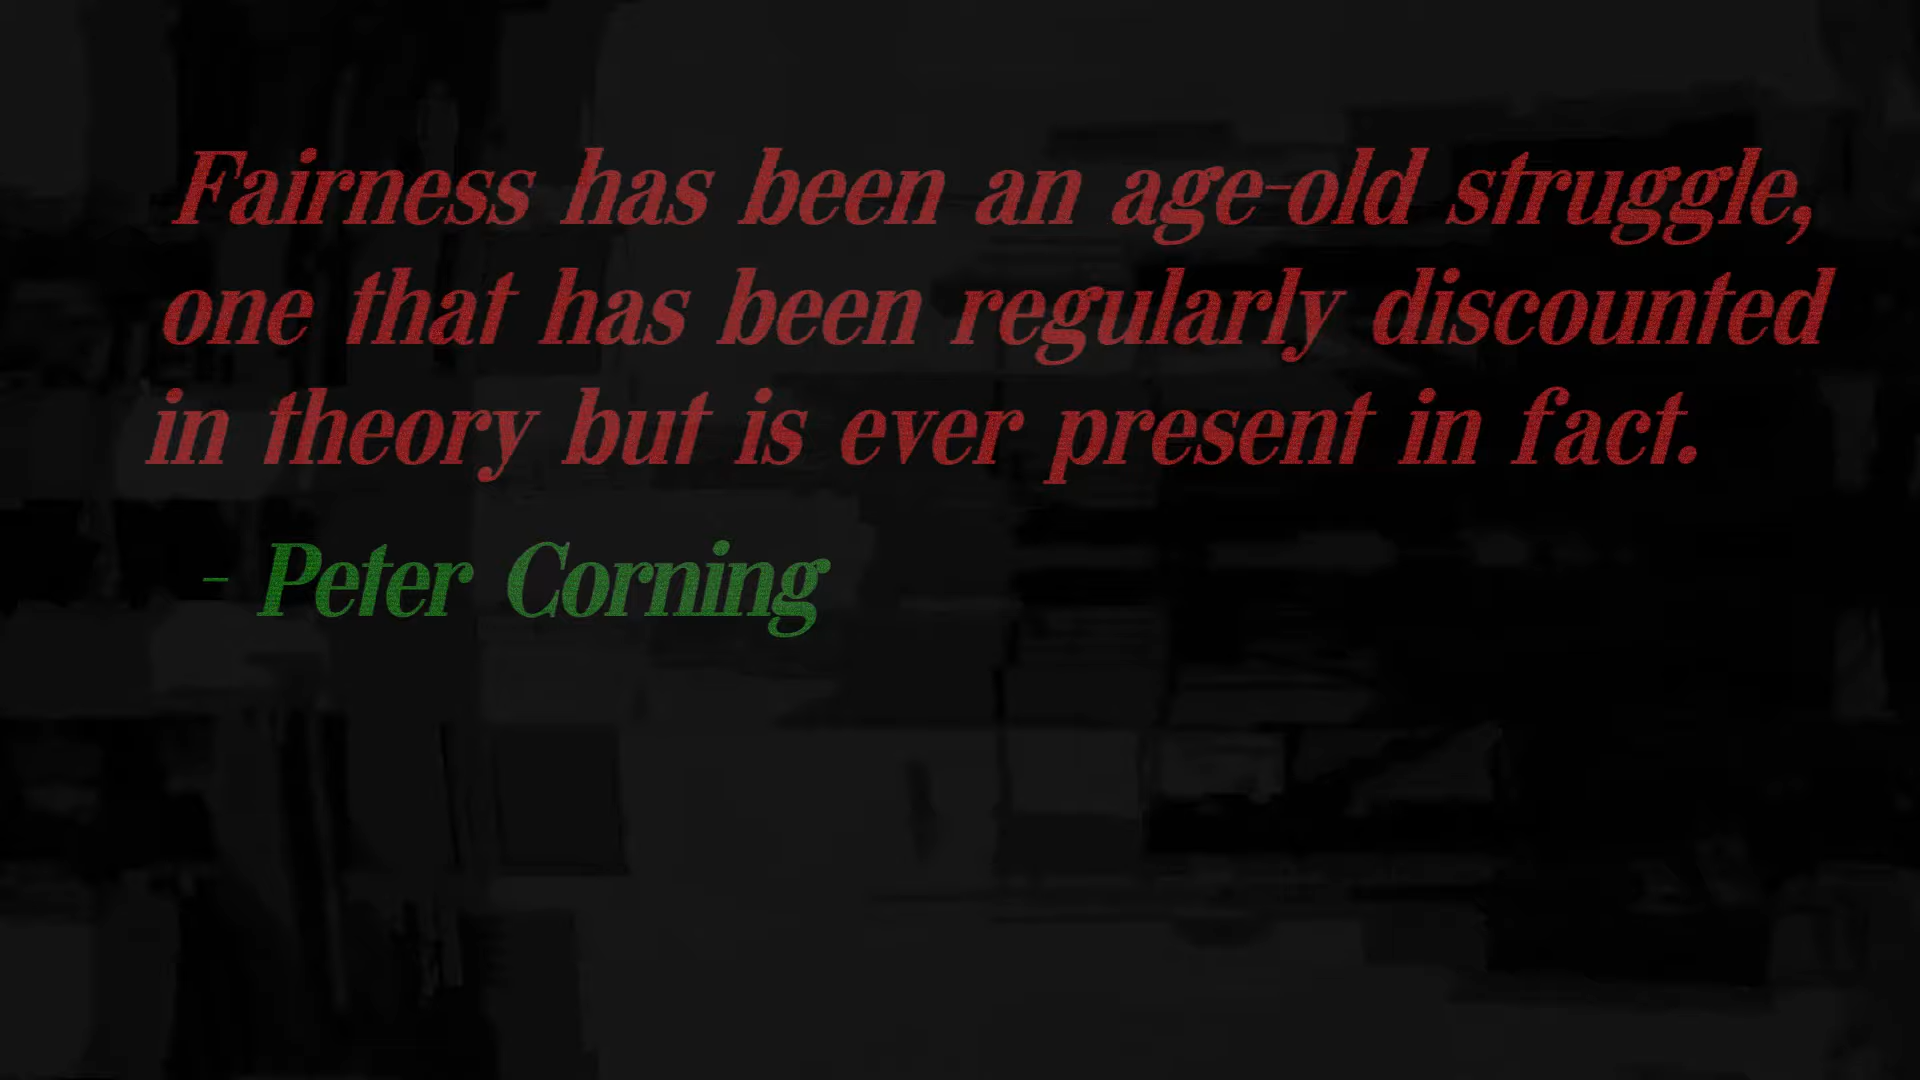 Fairness has been an age-old struggle,
one that has been regularly discounted
in theory but is ever present in fact.
- Peter Corning